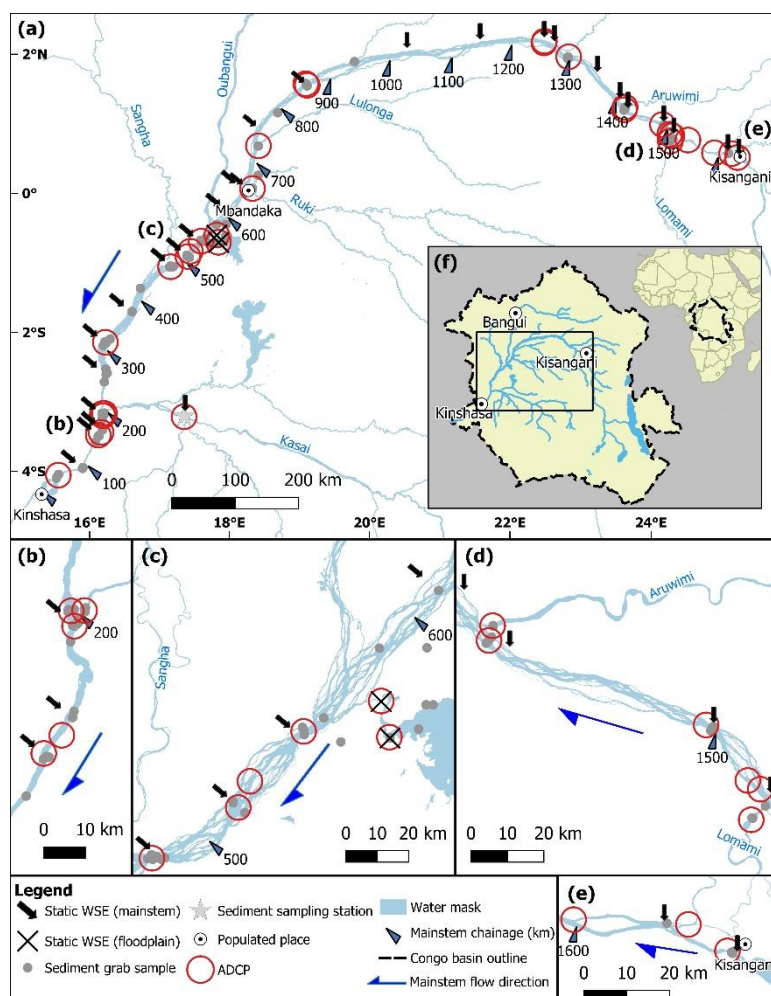 (a)
2°N
0°
2°S
4°S
16°E
18°E
20°E
22°E
24°E
Sangha
Oubangui
Lulonga
Ruki
Aruwimi
Lomami
Kasai
Kinshasa
Mbandaka
Kisangani
100
200
300
400
500
600
700
800
900
1000
1100
1200
1300
1400
1500
(b)
(c)
(d)
(e)
0 100 200 km
(f)
Bangui
Kisangani
Kinshasa
(b)
200
0 10 km
(c)
Sangha
600
500
0 10 20 km
(d)
Aruwimi
1500
Lomami
0 10 20 km
(e)
1600
Kisangani
0 10 20 km
Legend
Static WSE (mainstem)
Static WSE (floodplain)
Sediment grab sample
Sediment sampling station
Populated place
ADCP
Water mask
Mainstem chainage (km)
Congo basin outline
Mainstem flow direction